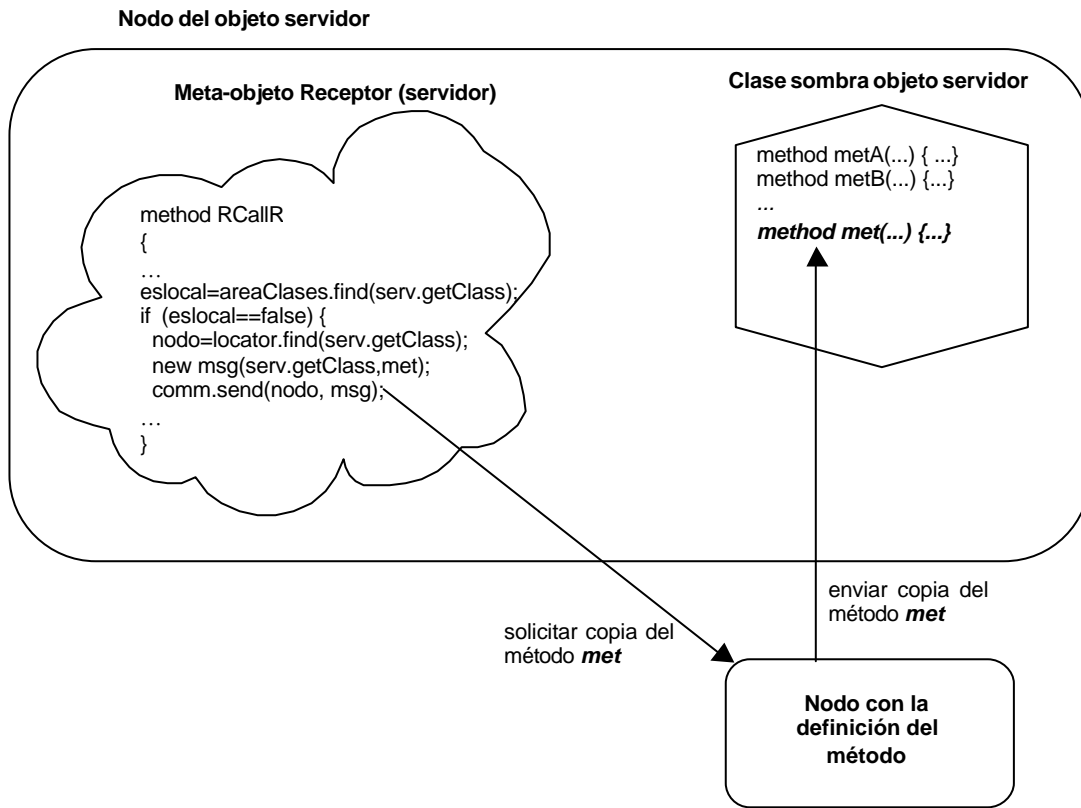 Nodo del objeto servidor
Meta-objeto Receptor (servidor)
method RCallR
{
…
eslocal=areaClases.find(serv.getClass);
if (eslocal==false) {
nodo=locator.find(serv.getClass);
new msg(serv.getClass,met);
comm.send(nodo, msg);
…
}
Clase sombra objeto servidor
method metA(...) { ...}
method metB(...) {...}
...
method met(...) {...}
solicitar copia del
método met
enviar copia del
método met
Nodo con la
definición del
método